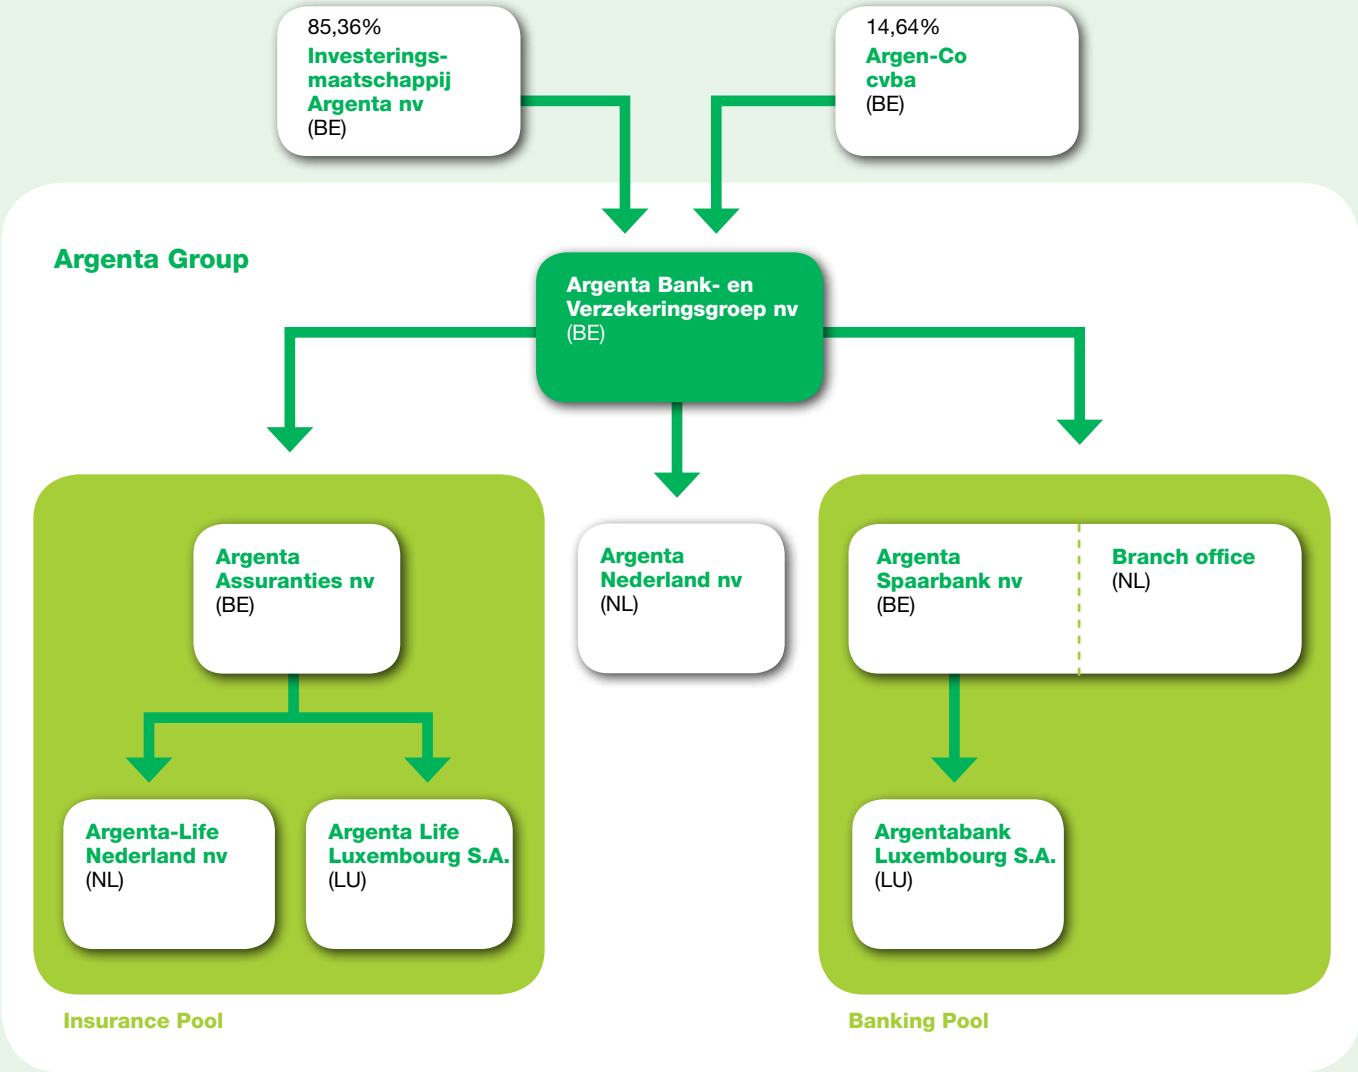 85,36%
Investerings-
maatschappij
Argenta nv
(BE)
14,64%
Argen-Co
cvba
(BE)
Argenta Group
Argenta Bank- en
Verzekeringsgroep nv
(BE)
Argenta
Assuranties nv
(BE)
Argenta
Nederland nv
(NL)
Argenta
Spaarbank nv
(BE)
Branch office
(NL)
Argenta-Life
Nederland nv
(NL)
Argenta Life
Luxembourg S.A.
(LU)
Argentabank
Luxembourg S.A.
(LU)
Insurance Pool
Banking Pool